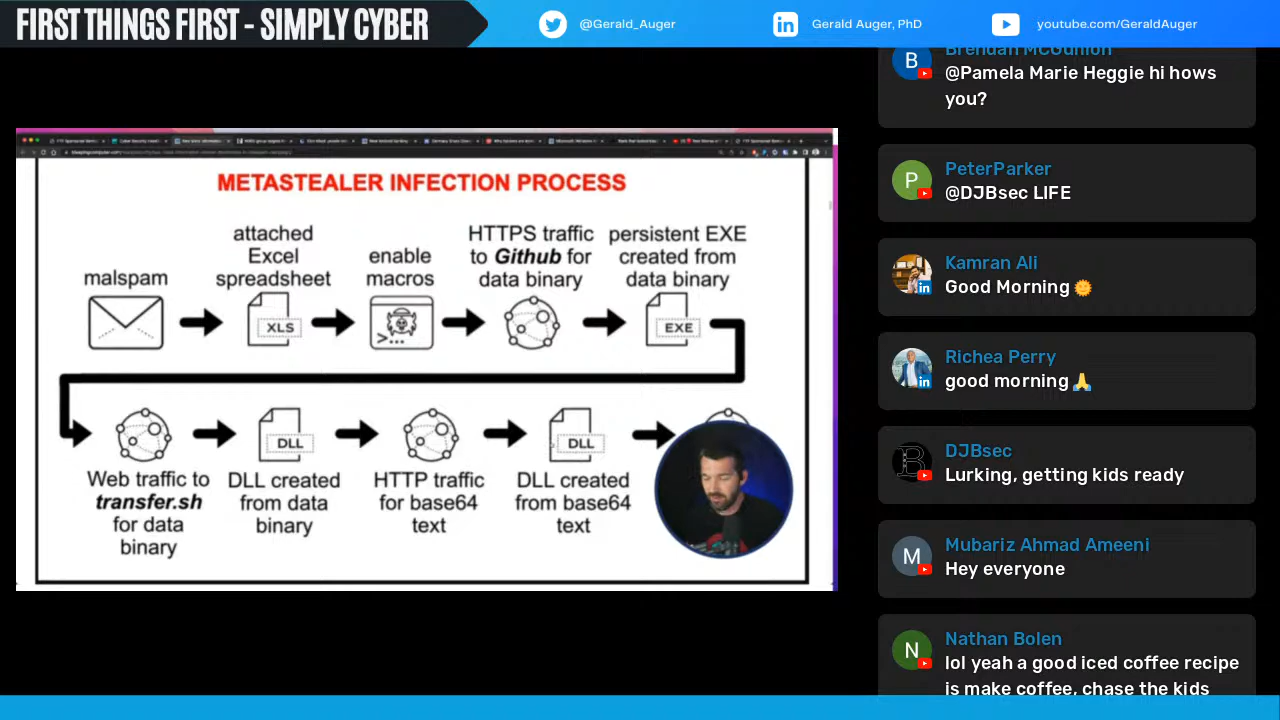 FIRST THINGS FIRST - SIMPLY CYBER
@Gerald_Auger
Gerald Auger, PhD
youtube.com/GeraldAuger
METASTEALER INFECTION PROCESS
malspam
attached
Excel
spreadsheet
XLS
enable
macros
HTTPS traffic
to Github for
data binary
persistent EXE
created from
data binary
EXE
Web traffic to
transfer.sh
for data
binary
DLL
DLL created
from data
binary
HTTP traffic
for base64
text
DLL
DLL created
from base64
text
B
@Pamela Marie Heggie hi hows
you?
P
PeterParker
@DJBsec LIFE
Kamran Ali
Good Morning 🌞
Richea Perry
good morning 🙏
DJBsec
Lurking, getting kids ready
M
Mubariz Ahmad Ameeni
Hey everyone
N
Nathan Bolen
lol yeah a good iced coffee recipe
is make coffee, chase the kids